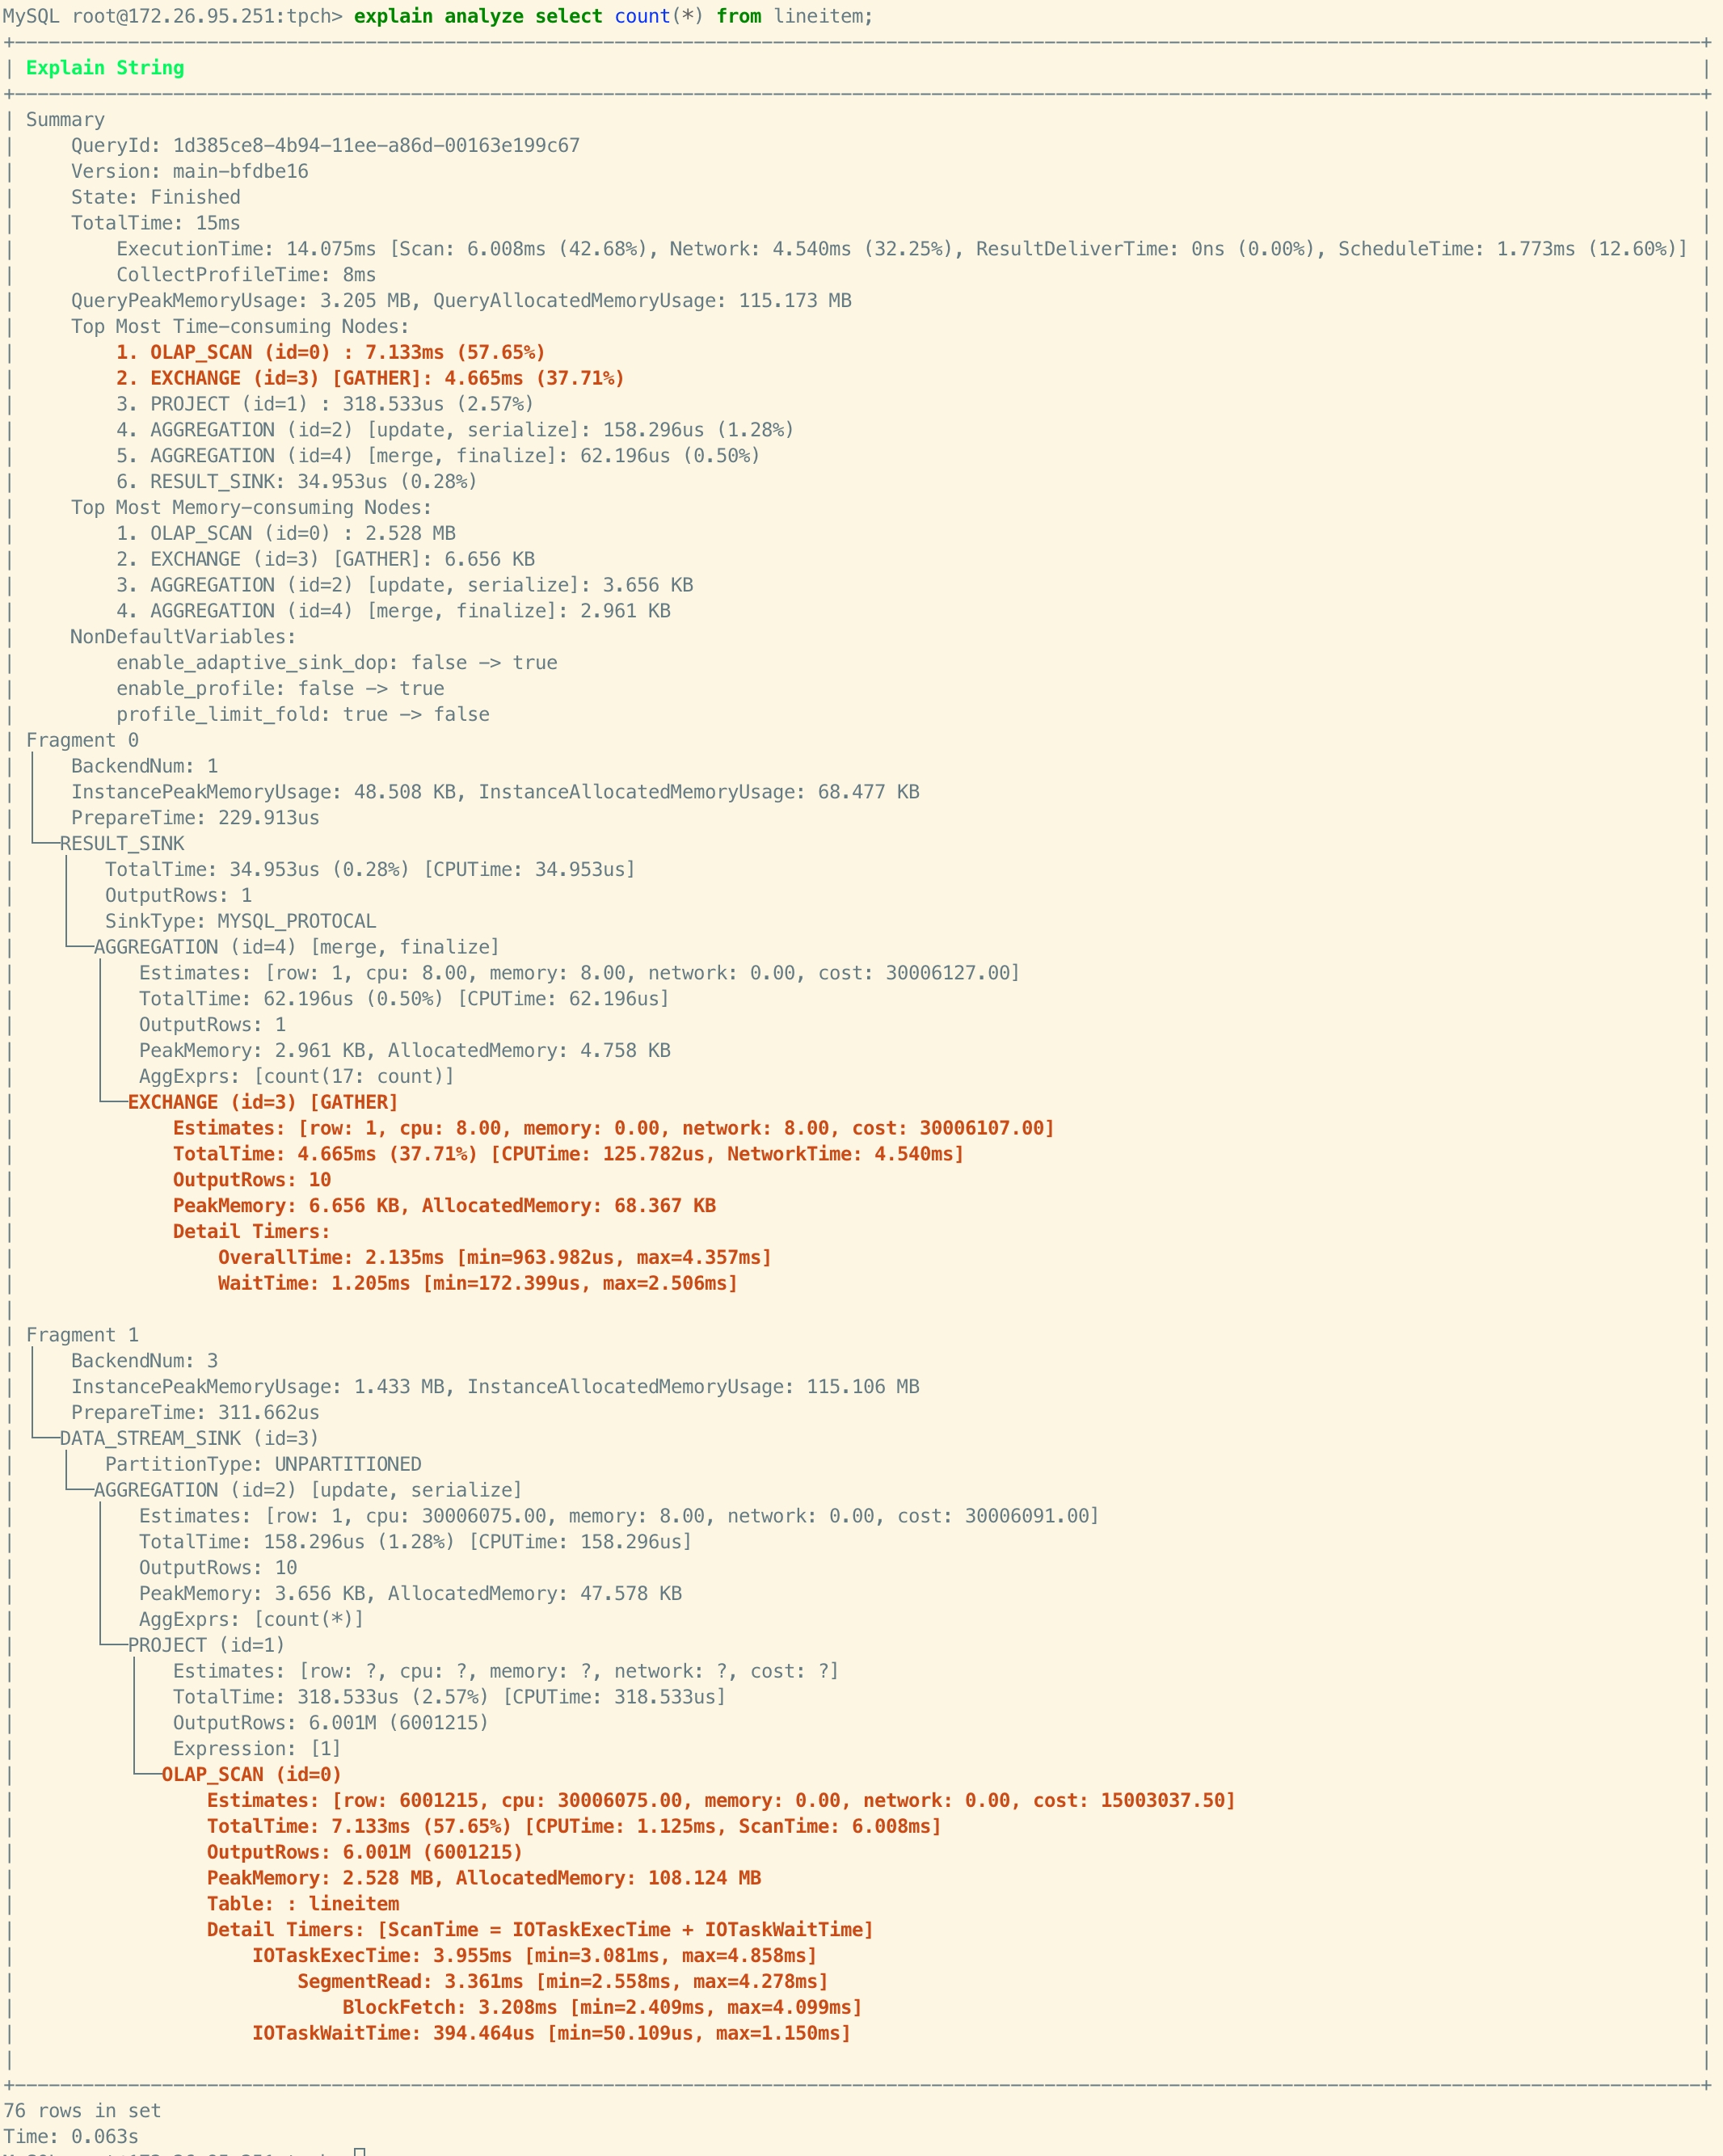 MySQL root@172.26.95.251:tpch> explain analyze select count(*) from lineitem;
Explain String
Summary
QueryId: 1d385ce8-4b94-11ee-a86d-00163e199c67
Version: main-bfdbe16
State: Finished
TotalTime: 15ms
ExecutionTime: 14.075ms [Scan: 6.008ms (42.68%), Network: 4.540ms (32.25%), ResultDeliverTime: 0ns (0.00%), ScheduleTime: 1.773ms (12.60%)]
CollectProfileTime: 8ms
QueryPeakMemoryUsage: 3.205 MB, QueryAllocatedMemoryUsage: 115.173 MB
Top Most Time-consuming Nodes:
1. OLAP_SCAN (id=0) : 7.133ms (57.65%)
2. EXCHANGE (id=3) [GATHER]: 4.665ms (37.71%)
3. PROJECT (id=1) : 318.533us (2.57%)
4. AGGREGATION (id=2) [update, serialize]: 158.296us (1.28%)
5. AGGREGATION (id=4) [merge, finalize]: 62.196us (0.50%)
6. RESULT_SINK: 34.953us (0.28%)
Top Most Memory-consuming Nodes:
1. OLAP_SCAN (id=0) : 2.528 MB
2. EXCHANGE (id=3) [GATHER]: 6.656 KB
3. AGGREGATION (id=2) [update, serialize]: 3.656 KB
4. AGGREGATION (id=4) [merge, finalize]: 2.961 KB
NonDefaultVariables:
enable_adaptive_sink_dop: false -> true
enable_profile: false -> true
profile_limit_fold: true -> false
Fragment 0
BackendNum: 1
InstancePeakMemoryUsage: 48.508 KB, InstanceAllocatedMemoryUsage: 68.477 KB
PrepareTime: 229.913us
RESULT_SINK
TotalTime: 34.953us (0.28%) [CPUTime: 34.953us]
OutputRows: 1
SinkType: MYSQL_PROTOCAL
AGGREGATION (id=4) [merge, finalize]
Estimates: [row: 1, cpu: 8.00, memory: 8.00, network: 0.00, cost: 30006127.00]
TotalTime: 62.196us (0.50%) [CPUTime: 62.196us]
OutputRows: 1
PeakMemory: 2.961 KB, AllocatedMemory: 4.758 KB
AggExprs: [count(17: count)]
EXCHANGE (id=3) [GATHER]
Estimates: [row: 1, cpu: 8.00, memory: 0.00, network: 8.00, cost: 30006107.00]
TotalTime: 4.665ms (37.71%) [CPUTime: 125.782us, NetworkTime: 4.540ms]
OutputRows: 10
PeakMemory: 6.656 KB, AllocatedMemory: 68.367 KB
Detail Timers:
OverallTime: 2.135ms [min=963.982us, max=4.357ms]
WaitTime: 1.205ms [min=172.399us, max=2.506ms]
Fragment 1
BackendNum: 3
InstancePeakMemoryUsage: 1.433 MB, InstanceAllocatedMemoryUsage: 115.106 MB
PrepareTime: 311.662us
DATA_STREAM_SINK (id=3)
PartitionType: UNPARTITIONED
AGGREGATION (id=2) [update, serialize]
Estimates: [row: 1, cpu: 30006075.00, memory: 8.00, network: 0.00, cost: 30006091.00]
TotalTime: 158.296us (1.28%) [CPUTime: 158.296us]
OutputRows: 10
PeakMemory: 3.656 KB, AllocatedMemory: 47.578 KB
AggExprs: [count(*)]
PROJECT (id=1)
Estimates: [row: ?, cpu: ?, memory: ?, network: ?, cost: ?]
TotalTime: 318.533us (2.57%) [CPUTime: 318.533us]
OutputRows: 6.001M (6001215)
Expression: [1]
OLAP_SCAN (id=0)
Estimates: [row: 6001215, cpu: 30006075.00, memory: 0.00, network: 0.00, cost: 15003037.50]
TotalTime: 7.133ms (57.65%) [CPUTime: 1.125ms, ScanTime: 6.008ms]
OutputRows: 6.001M (6001215)
PeakMemory: 2.528 MB, AllocatedMemory: 108.124 MB
Table: : lineitem
Detail Timers: [ScanTime = IOTaskExecTime + IOTaskWaitTime]
IOTaskExecTime: 3.955ms [min=3.081ms, max=4.858ms]
SegmentRead: 3.361ms [min=2.558ms, max=4.278ms]
BlockFetch: 3.208ms [min=2.409ms, max=4.099ms]
IOTaskWaitTime: 394.464us [min=50.109us, max=1.150ms]
76 rows in set
Time: 0.063s